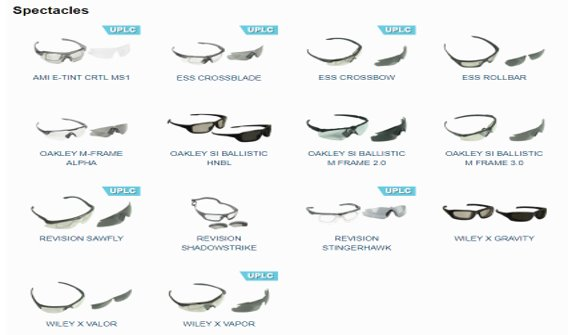 Spectacles
UPLC UPLC UPLC
AMI E-TINT CRTL MS1 ESS CROSSBLADE ESS CROSSBOW ESS ROLLBAR
OAKLEY M-FRAME OAKLEY SI BALLISTIC OAKLEY SI BALLISTIC OAKLEY SI BALLISTIC
ALPHA HNBL M FRAME 2.0 M FRAME 3.0
UPLC UPLC
REVISION SAWFLY REVISION REVISION WILEY X GRAVITY
SHADOWSTRIKE STINGERHAWK
UPLC
WILEY X VALOR WILEY X VAPOR